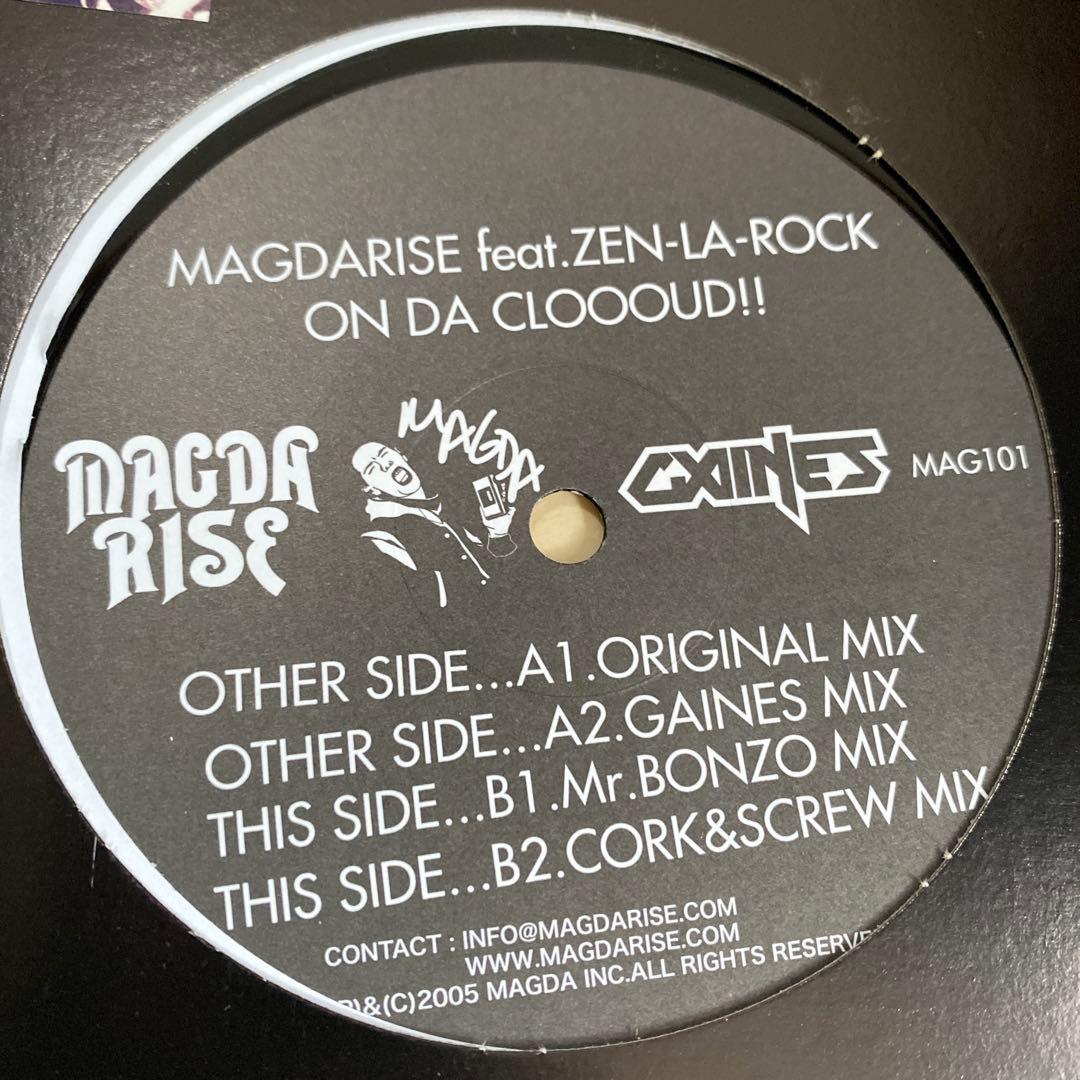 MAGDARISE feat.ZEN-LA-ROCK
ON DA CLOOOOUD!!
MAGDA
RISE
MAGDA
GAINES
MAG101
OTHER SIDE...A1.ORIGINAL MIX
OTHER SIDE...A2.GAINES MIX
THIS SIDE...B1.Mr.BONZO MIX
THIS SIDE...B2.CORK&SCREW MIX
CONTACT : INFO@MAGDARISE.COM
WWW.MAGDARISE.COM
P)&(C)2005 MAGDA INC.ALL RIGHTS RESERVE